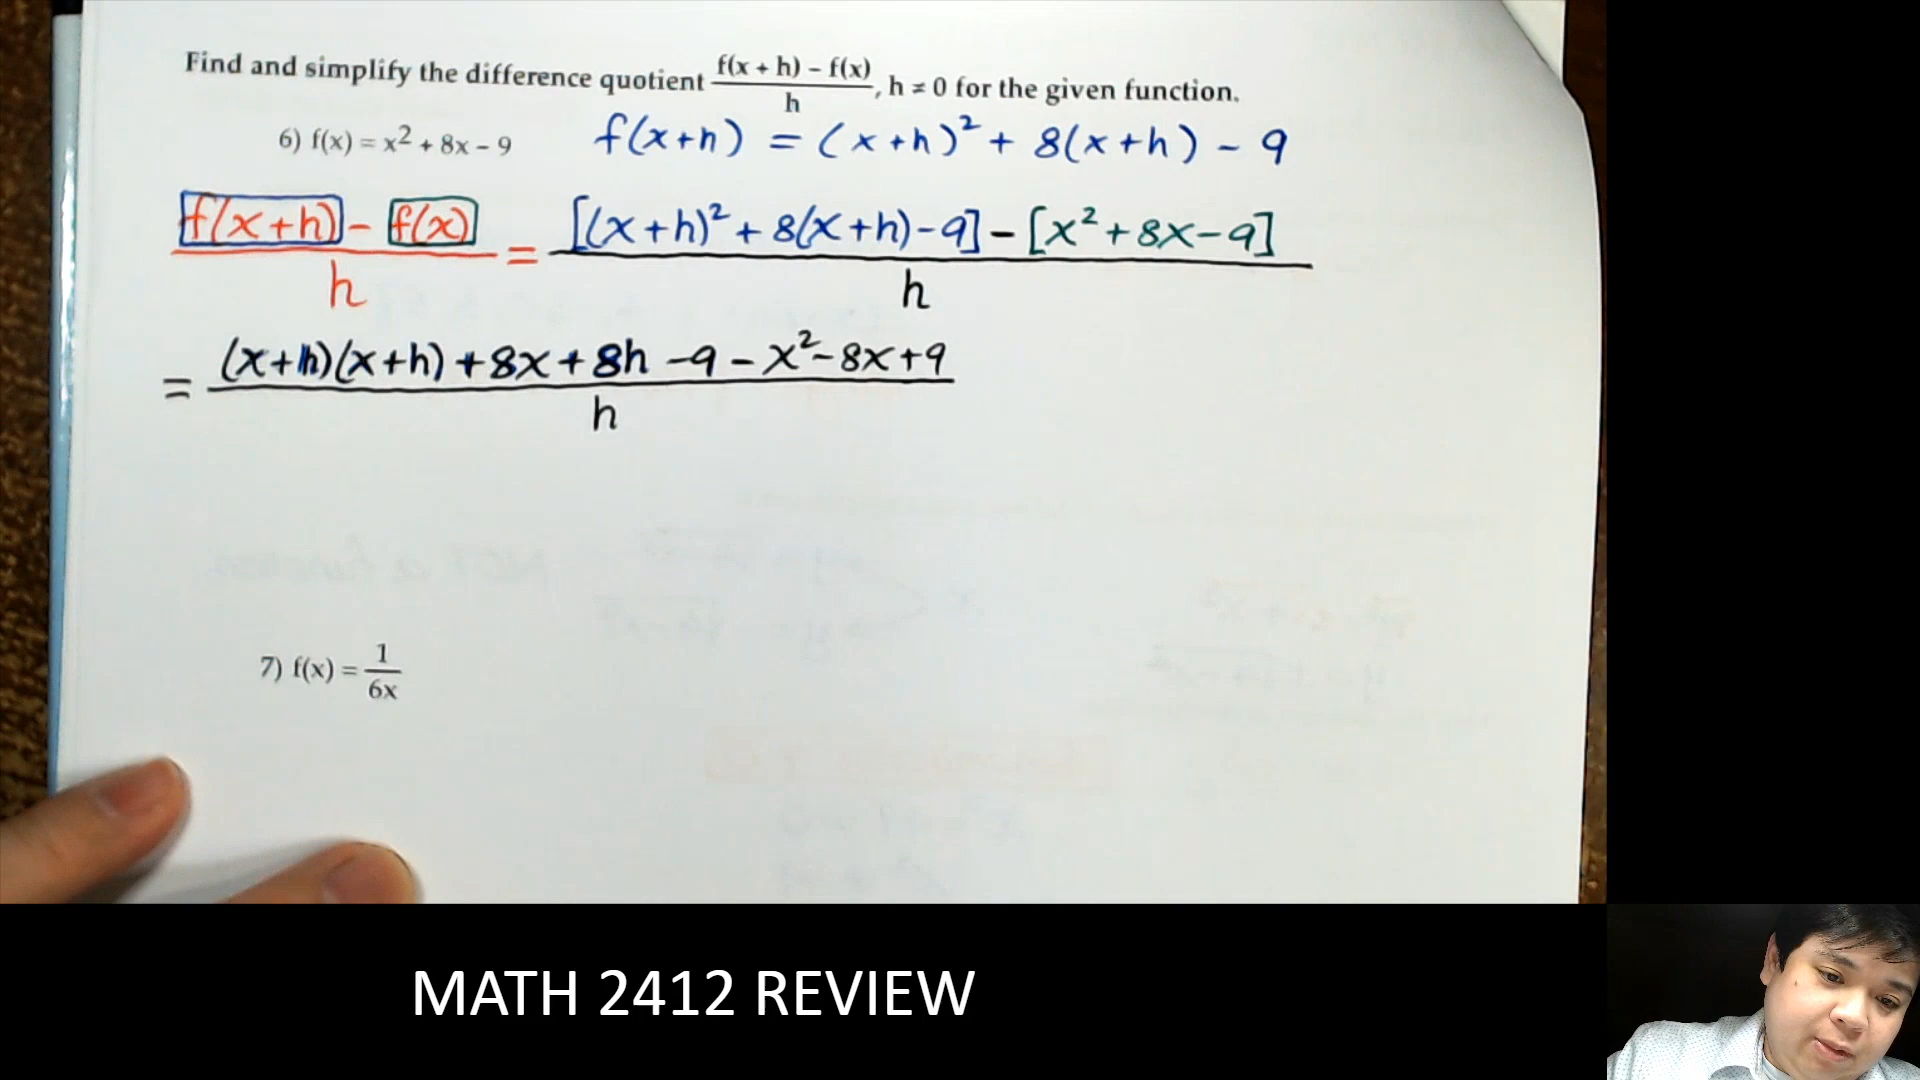 Find and simplify the difference quotient f(x + h) − f(x) / h, h ≠ 0 for the given function.
6) f(x) = x² + 8x − 9 f(x+h) = (x+h)² + 8(x+h) − 9
f(x+h) − f(x) / h = [(x+h)² + 8(x+h) − 9] − [x² + 8x − 9] / h
= (x+h)(x+h) + 8x + 8h − 9 − x² − 8x + 9 / h
7) f(x) = 1 / 6x
MATH 2412 REVIEW